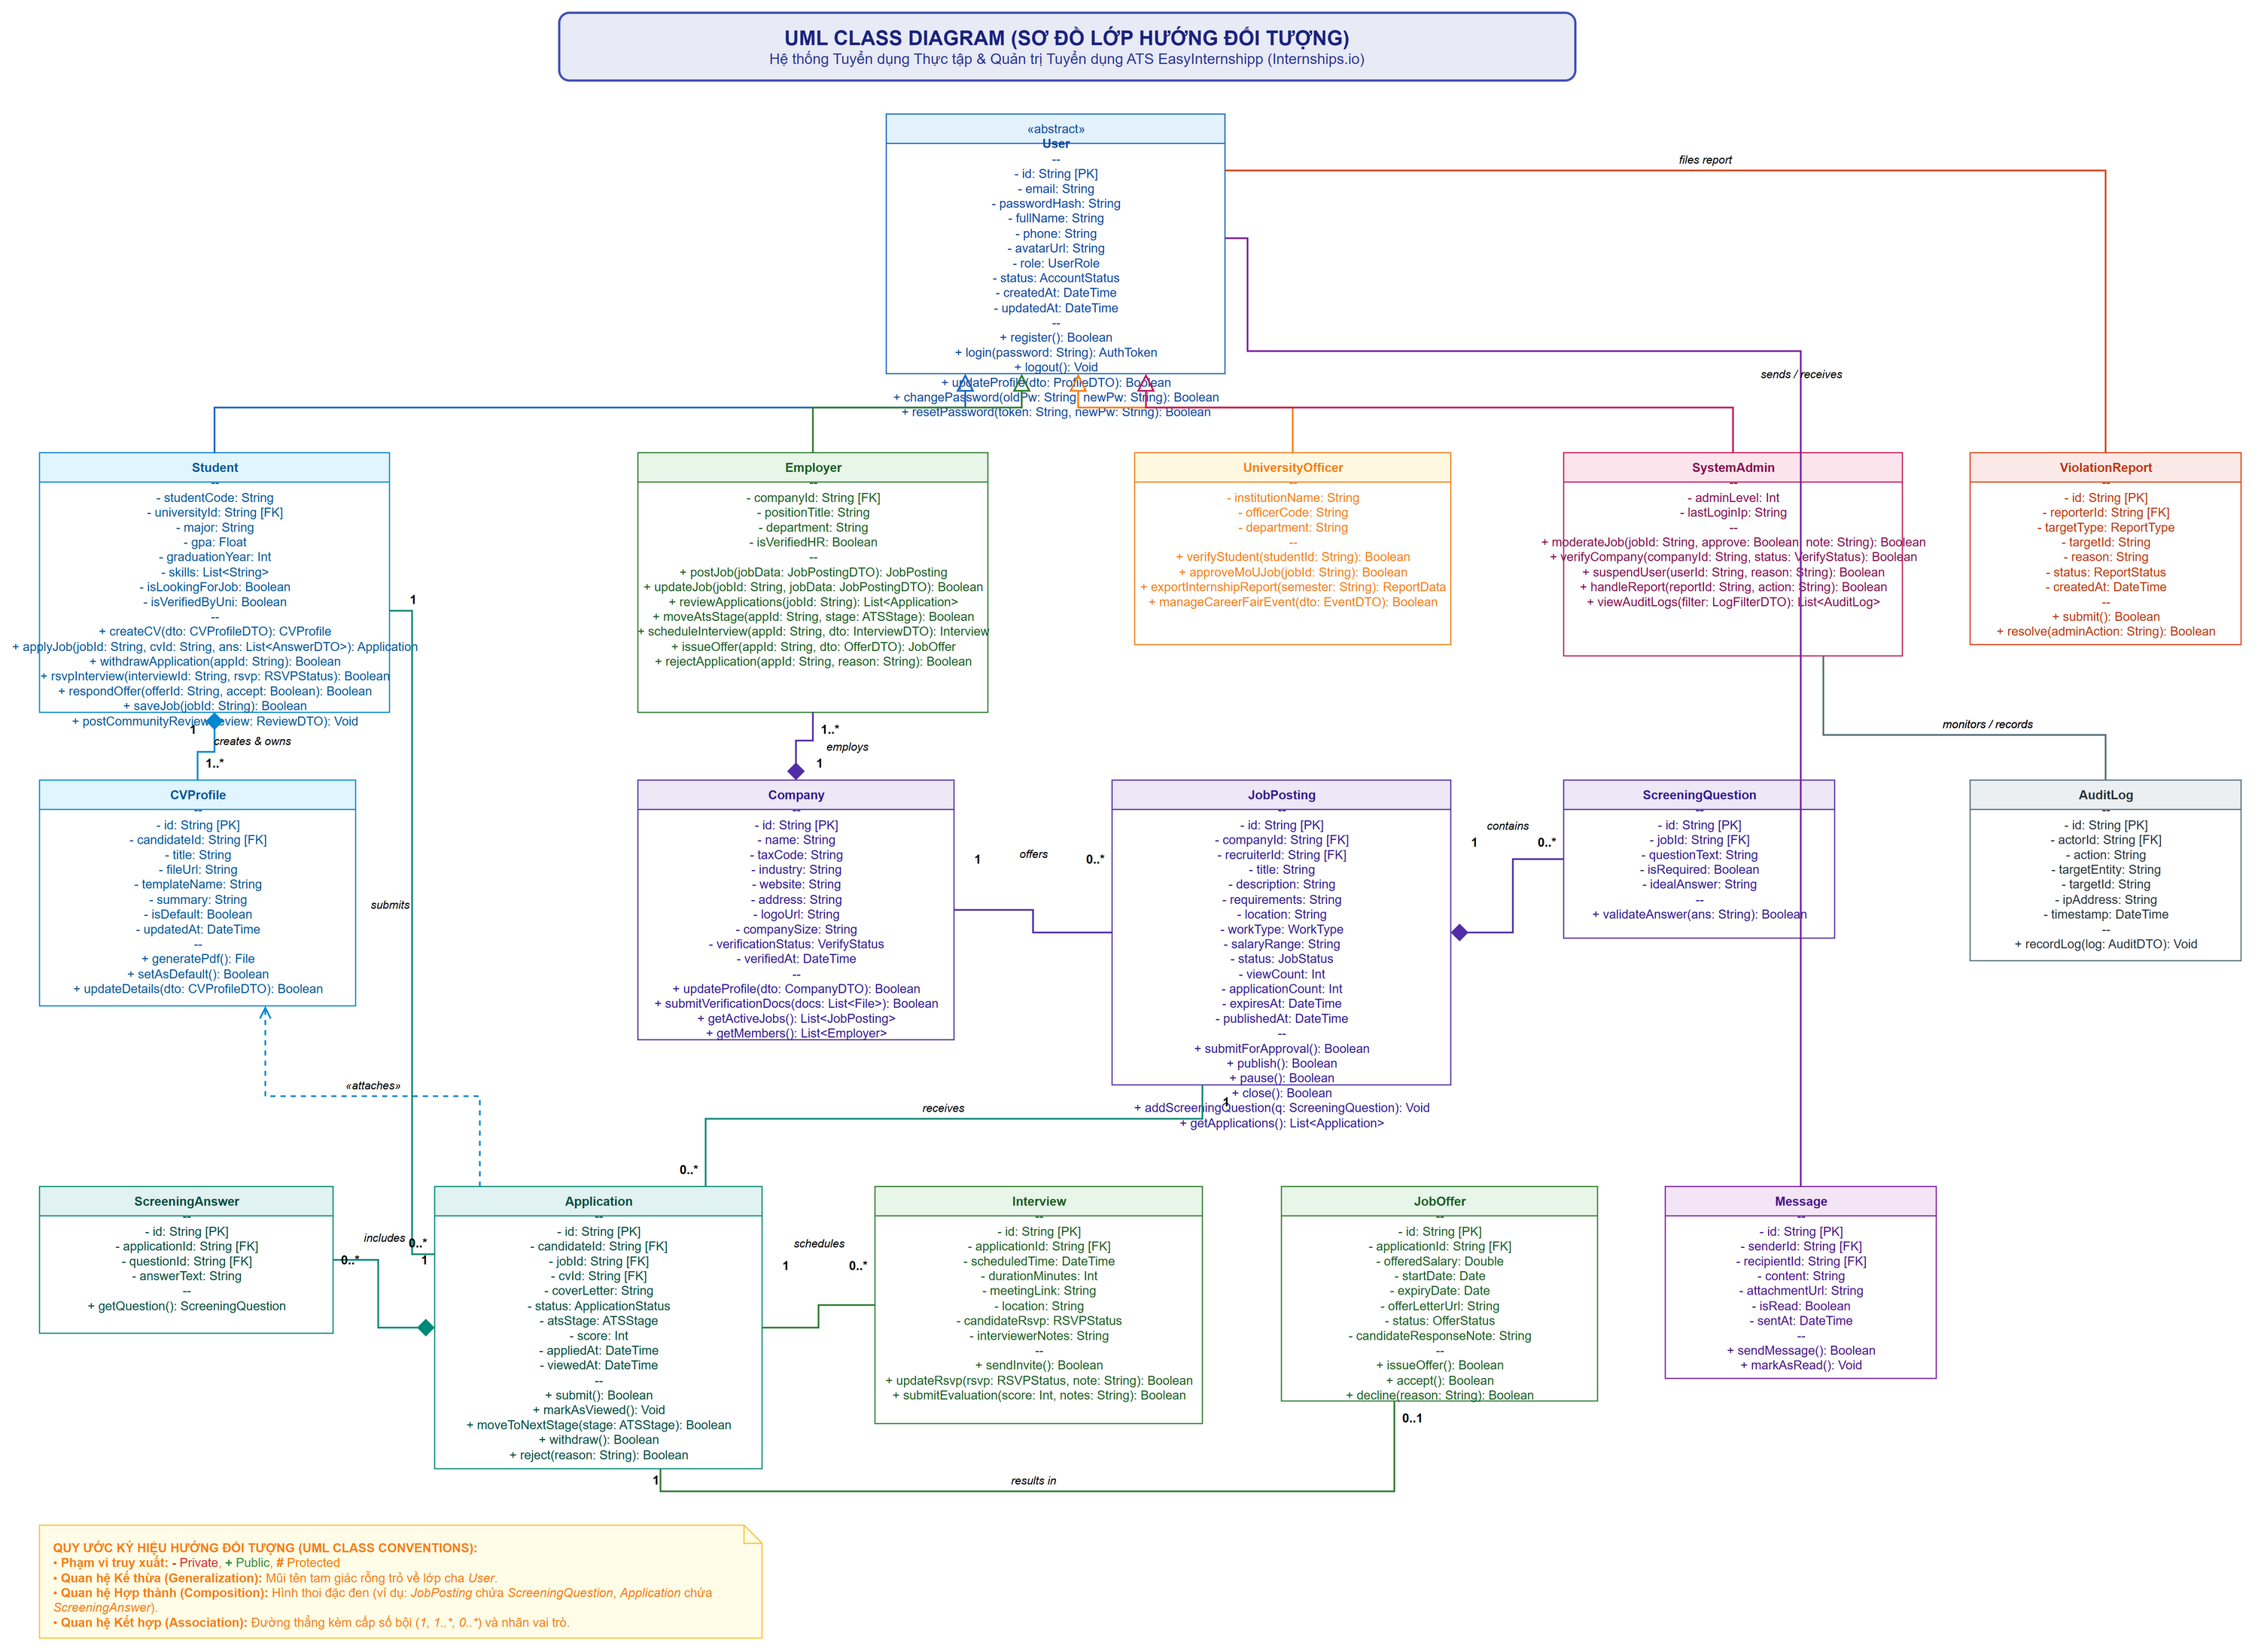 UML CLASS DIAGRAM (SƠ ĐỒ LỚP HƯỚNG ĐỐI TƯỢNG)
Hệ thống Tuyển dụng Thực tập & Quản trị Tuyển dụng ATS EasyInternshipp (Internships.io)
«abstract»
User
--
- id: String [PK]
- email: String
- passwordHash: String
- fullName: String
- phone: String
- avatarUrl: String
- role: UserRole
- status: AccountStatus
- createdAt: DateTime
- updatedAt: DateTime
--
+ register(): Boolean
+ login(password: String): AuthToken
+ logout(): Void
+ updateProfile(dto: ProfileDTO): Boolean
+ changePassword(oldPw: String, newPw: String): Boolean
+ resetPassword(token: String, newPw: String): Boolean
files report
sends / receives
Student
--
- studentCode: String
- universityId: String [FK]
- major: String
- gpa: Float
- graduationYear: Int
- skills: List<String>
- isLookingForJob: Boolean
- isVerifiedByUni: Boolean
--
+ createCV(dto: CVProfileDTO): CVProfile
+ applyJob(jobId: String, cvId: String, ans: List<AnswerDTO>): Application
+ withdrawApplication(appId: String): Boolean
+ rsvpInterview(interviewId: String, rsvp: RSVPStatus): Boolean
+ respondOffer(offerId: String, accept: Boolean): Boolean
+ saveJob(jobId: String): Boolean
+ postCommunityReview(review: ReviewDTO): Void
Employer
--
- companyId: String [FK]
- positionTitle: String
- department: String
- isVerifiedHR: Boolean
--
+ postJob(jobData: JobPostingDTO): JobPosting
+ updateJob(jobId: String, jobData: JobPostingDTO): Boolean
+ reviewApplications(jobId: String): List<Application>
+ moveAtsStage(appId: String, stage: ATSStage): Boolean
+ scheduleInterview(appId: String, dto: InterviewDTO): Interview
+ issueOffer(appId: String, dto: OfferDTO): JobOffer
+ rejectApplication(appId: String, reason: String): Boolean
UniversityOfficer
--
- institutionName: String
- officerCode: String
- department: String
--
+ verifyStudent(studentId: String): Boolean
+ approveMoUJob(jobId: String): Boolean
+ exportInternshipReport(semester: String): ReportData
+ manageCareerFairEvent(dto: EventDTO): Boolean
SystemAdmin
--
- adminLevel: Int
- lastLoginIp: String
--
+ moderateJob(jobId: String, approve: Boolean, note: String): Boolean
+ verifyCompany(companyId: String, status: VerifyStatus): Boolean
+ suspendUser(userId: String, reason: String): Boolean
+ handleReport(reportId: String, action: String): Boolean
+ viewAuditLogs(filter: LogFilterDTO): List<AuditLog>
ViolationReport
--
- id: String [PK]
- reporterId: String [FK]
- targetType: ReportType
- targetId: String
- reason: String
- status: ReportStatus
- createdAt: DateTime
--
+ submit(): Boolean
+ resolve(adminAction: String): Boolean
1
1
creates & owns
1..*
1..*
employs
1
monitors / records
CVProfile
--
- id: String [PK]
- candidateId: String [FK]
- title: String
- fileUrl: String
- templateName: String
- summary: String
- isDefault: Boolean
- updatedAt: DateTime
--
+ generatePdf(): File
+ setAsDefault(): Boolean
+ updateDetails(dto: CVProfileDTO): Boolean
submits
Company
--
- id: String [PK]
- name: String
- taxCode: String
- industry: String
- website: String
- address: String
- logoUrl: String
- companySize: String
- verificationStatus: VerifyStatus
- verifiedAt: DateTime
--
+ updateProfile(dto: CompanyDTO): Boolean
+ submitVerificationDocs(docs: List<File>): Boolean
+ getActiveJobs(): List<JobPosting>
+ getMembers(): List<Employer>
1
offers
0..*
JobPosting
--
- id: String [PK]
- companyId: String [FK]
- recruiterId: String [FK]
- title: String
- description: String
- requirements: String
- location: String
- workType: WorkType
- salaryRange: String
- status: JobStatus
- viewCount: Int
- applicationCount: Int
- expiresAt: DateTime
- publishedAt: DateTime
--
+ submitForApproval(): Boolean
+ publish(): Boolean
+ pause(): Boolean
+ close(): Boolean
+ addScreeningQuestion(q: ScreeningQuestion): Void
+ getApplications(): List<Application>
contains
1
0..*
ScreeningQuestion
--
- id: String [PK]
- jobId: String [FK]
- questionText: String
- isRequired: Boolean
- idealAnswer: String
--
+ validateAnswer(ans: String): Boolean
AuditLog
--
- id: String [PK]
- actorId: String [FK]
- action: String
- targetEntity: String
- targetId: String
- ipAddress: String
- timestamp: DateTime
--
+ recordLog(log: AuditDTO): Void
«attaches»
receives
1
0..*
ScreeningAnswer
--
- id: String [PK]
- applicationId: String [FK]
- questionId: String [FK]
- answerText: String
--
+ getQuestion(): ScreeningQuestion
includes
0..*
0..*
1
Application
--
- id: String [PK]
- candidateId: String [FK]
- jobId: String [FK]
- cvId: String [FK]
- coverLetter: String
- status: ApplicationStatus
- atsStage: ATSStage
- score: Int
- appliedAt: DateTime
- viewedAt: DateTime
--
+ submit(): Boolean
+ markAsViewed(): Void
+ moveToNextStage(stage: ATSStage): Boolean
+ withdraw(): Boolean
+ reject(reason: String): Boolean
schedules
1
0..*
Interview
--
- id: String [PK]
- applicationId: String [FK]
- scheduledTime: DateTime
- durationMinutes: Int
- meetingLink: String
- location: String
- candidateRsvp: RSVPStatus
- interviewerNotes: String
--
+ sendInvite(): Boolean
+ updateRsvp(rsvp: RSVPStatus, note: String): Boolean
+ submitEvaluation(score: Int, notes: String): Boolean
JobOffer
--
- id: String [PK]
- applicationId: String [FK]
- offeredSalary: Double
- startDate: Date
- expiryDate: Date
- offerLetterUrl: String
- status: OfferStatus
- candidateResponseNote: String
--
+ issueOffer(): Boolean
+ accept(): Boolean
+ decline(reason: String): Boolean
Message
--
- id: String [PK]
- senderId: String [FK]
- recipientId: String [FK]
- content: String
- attachmentUrl: String
- isRead: Boolean
- sentAt: DateTime
--
+ sendMessage(): Boolean
+ markAsRead(): Void
0..1
1
results in
QUY ƯỚC KÝ HIỆU HƯỚNG ĐỐI TƯỢNG (UML CLASS CONVENTIONS):
• Phạm vi truy xuất: - Private, + Public, # Protected
• Quan hệ Kế thừa (Generalization): Mũi tên tam giác rỗng trỏ về lớp cha User.
• Quan hệ Hợp thành (Composition): Hình thoi đặc đen (ví dụ: JobPosting chứa ScreeningQuestion, Application chứa
ScreeningAnswer).
• Quan hệ Kết hợp (Association): Đường thẳng kèm cấp số bội (1, 1..*, 0..*) và nhãn vai trò.